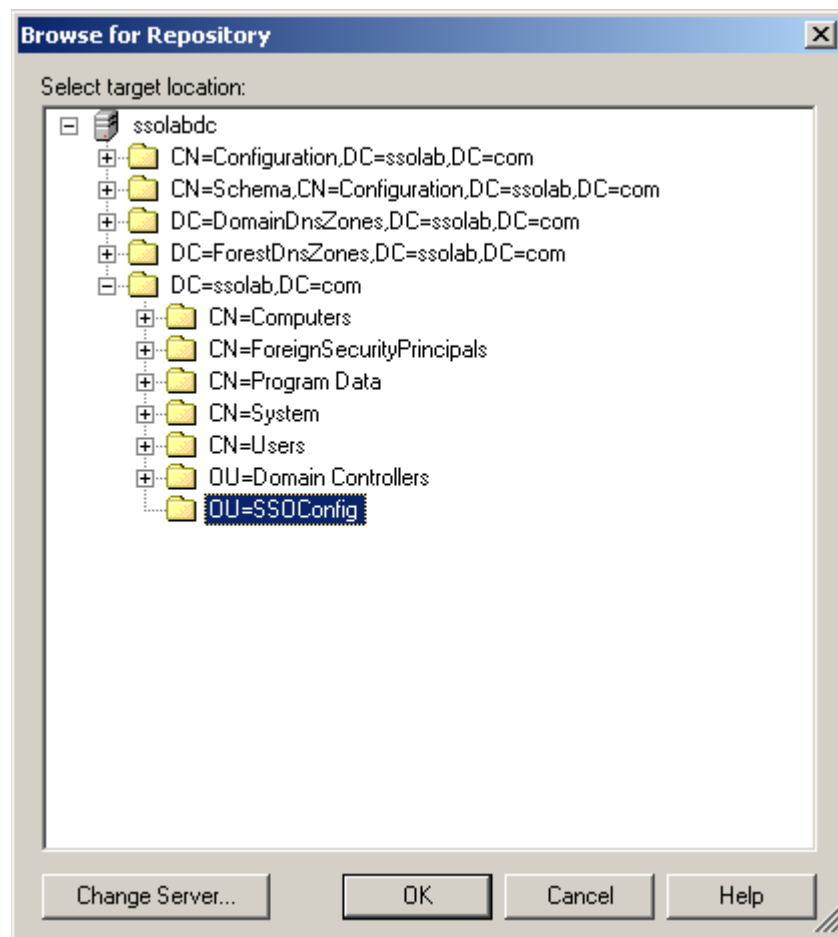 Browse for Repository
Select target location:
ssolabdc
CN=Configuration,DC=ssolab,DC=com
CN=Schema,CN=Configuration,DC=ssolab,DC=com
DC=DomainDnsZones,DC=ssolab,DC=com
DC=ForestDnsZones,DC=ssolab,DC=com
DC=ssolab,DC=com
CN=Computers
CN=ForeignSecurityPrincipals
CN=Program Data
CN=System
CN=Users
OU=Domain Controllers
OU=SSOConfig
Change Server... OK Cancel Help